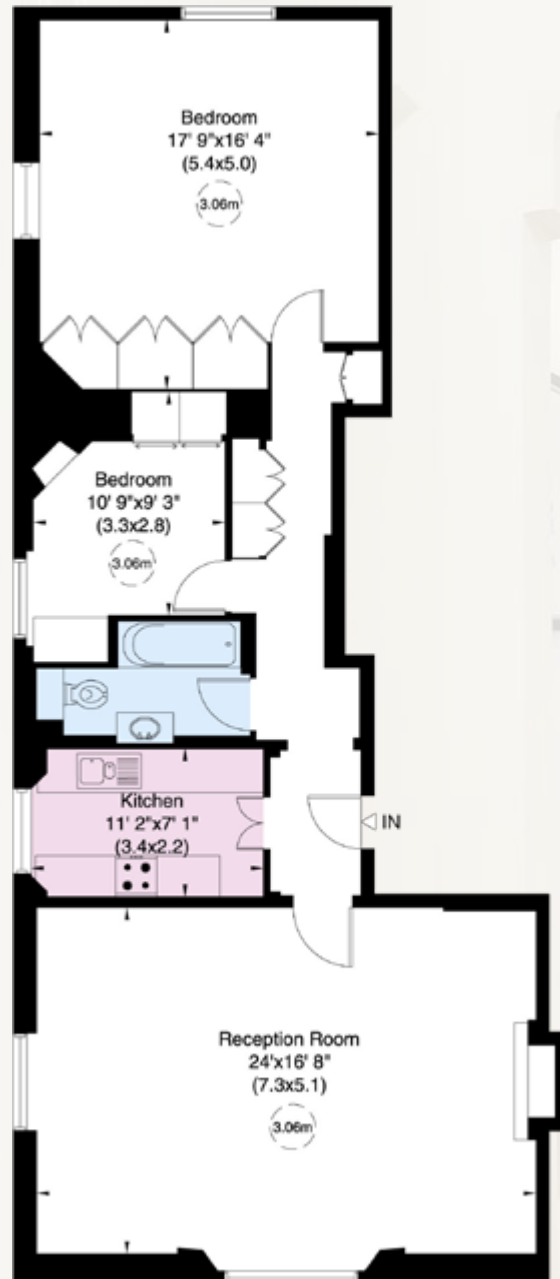 Bedroom
17' 9"x16' 4"
(5.4x5.0)
3.06m
Bedroom
10' 9"x9' 3"
(3.3x2.8)
3.06m
Kitchen
11' 2"x7' 1"
(3.4x2.2)
IN
Reception Room
24'x16' 8"
(7.3x5.1)
3.06m